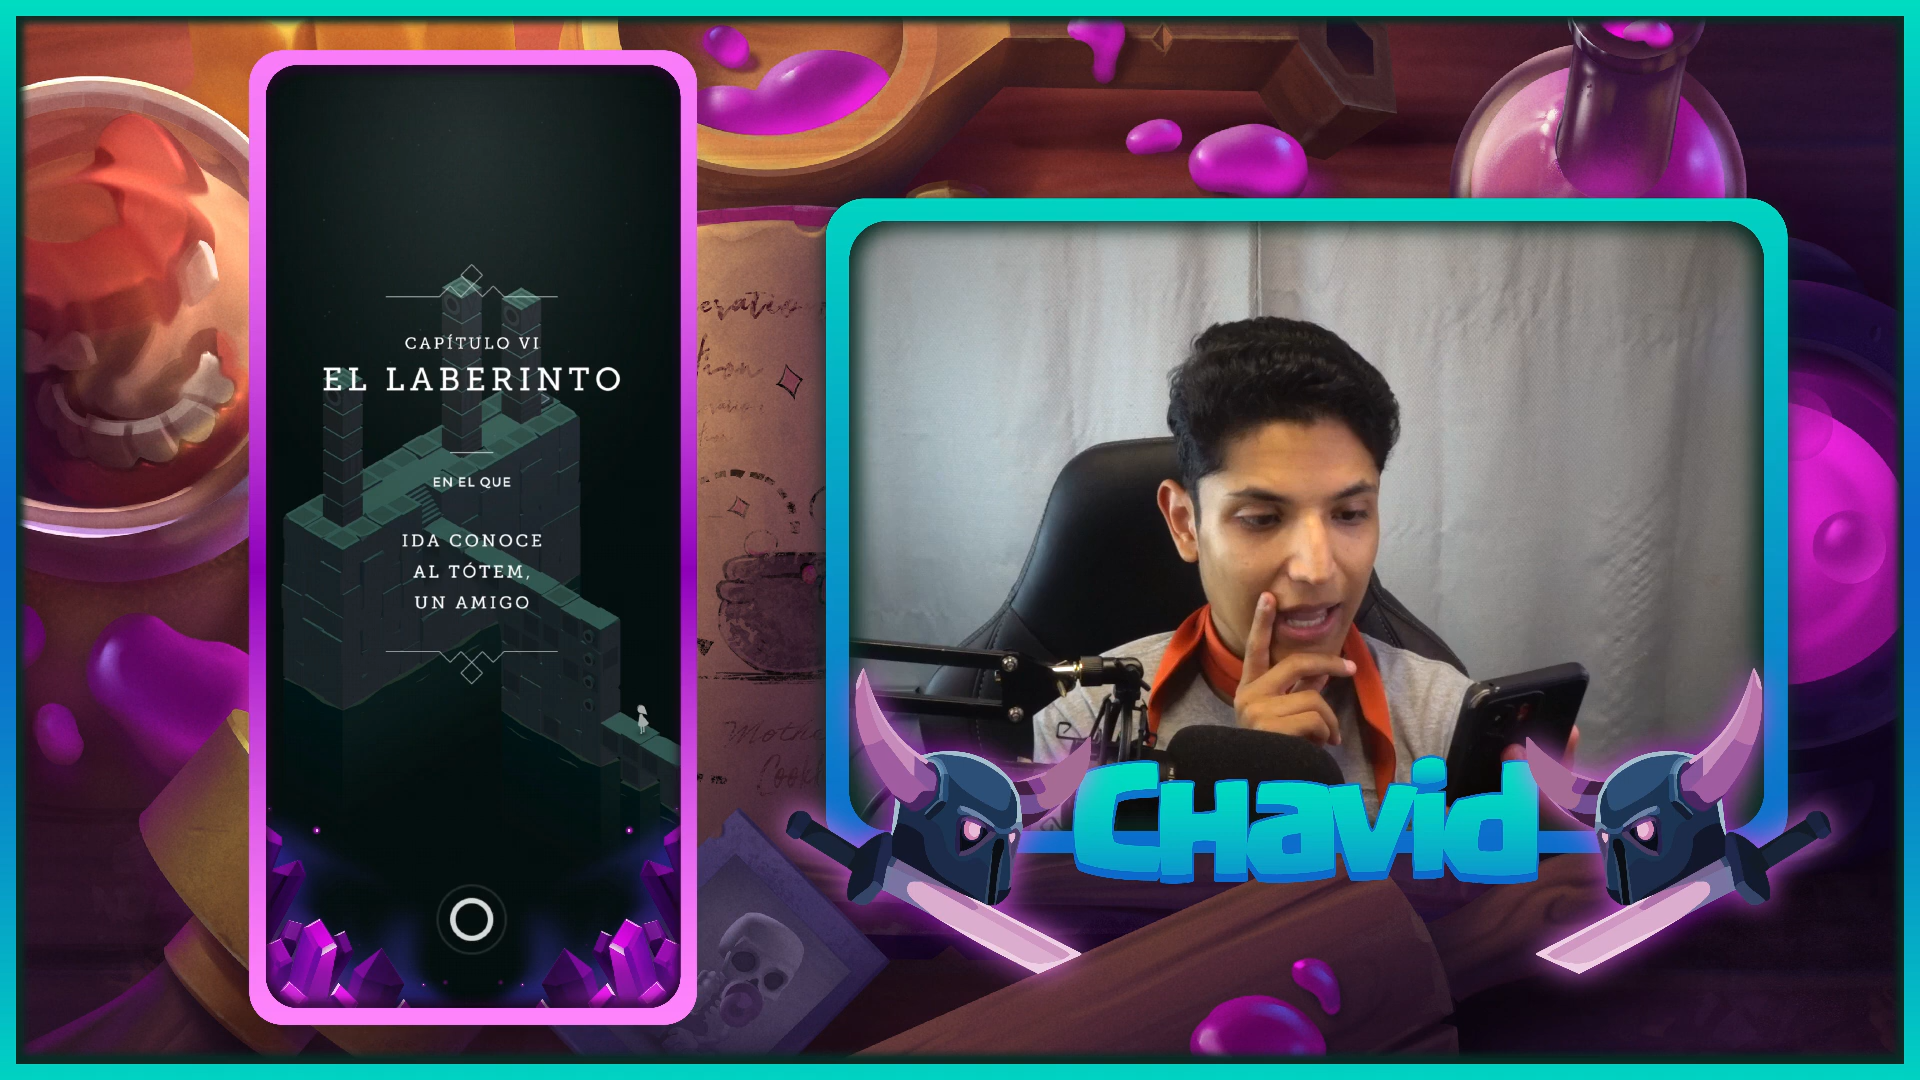 CAPÍTULO VI
EL LABERINTO
EN EL QUE
IDA CONOCE
AL TÓTEM,
UN AMIGO
CHavid